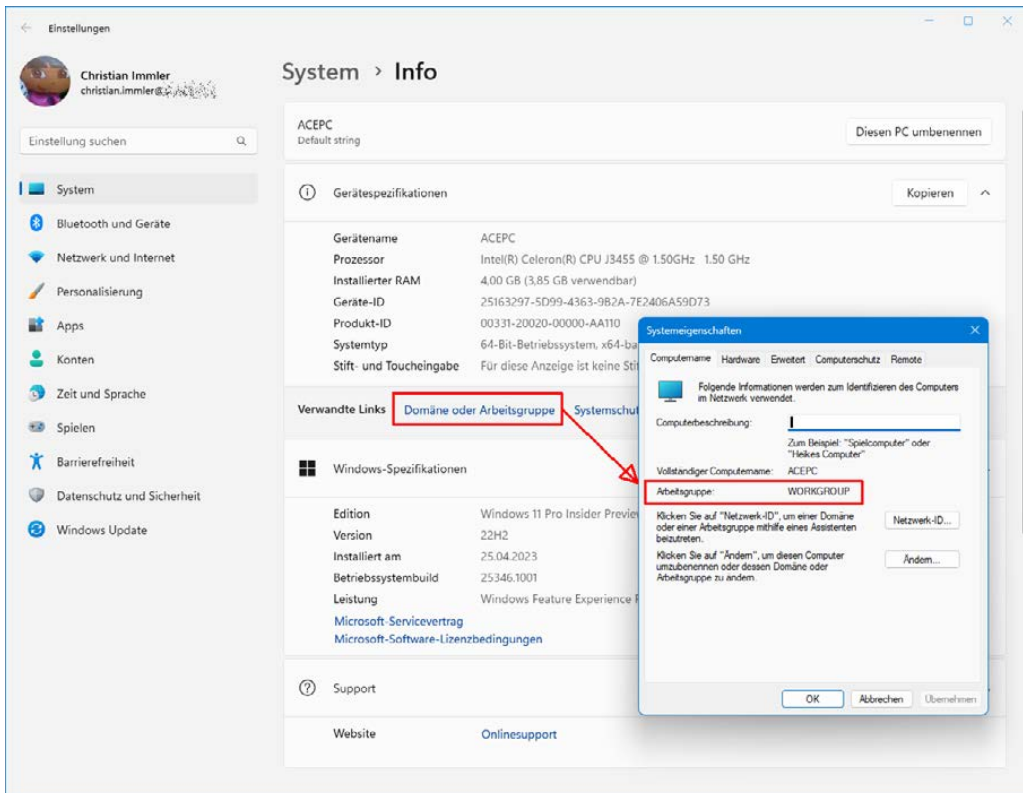 Einstellungen
Christian Immler
christian.immler@
Einstellung suchen
System
Bluetooth und Geräte
Netzwerk und Internet
Personalisierung
Apps
Konten
Zeit und Sprache
Spielen
Barrierefreiheit
Datenschutz und Sicherheit
Windows Update
System > Info
ACEPC
Default string
Diesen PC umbenennen
Gerätespezifikationen
Kopieren
Gerätename ACEPC
Prozessor Intel(R) Celeron(R) CPU J3455 @ 1.50GHz 1.50 GHz
Installierter RAM 4,00 GB (3,85 GB verwendbar)
Geräte-ID 25163297-5D99-4363-9B2A-7E2406A59D73
Produkt-ID 00331-20020-00000-AA110
Systemtyp 64-Bit-Betriebssystem, x64-ba
Stift- und Toucheingabe Für diese Anzeige ist keine Stif
Verwandte Links Domäne oder Arbeitsgruppe Systemschut
Windows-Spezifikationen
Edition Windows 11 Pro Insider Preview
Version 22H2
Installiert am 25.04.2023
Betriebssystembuild 25346.1001
Leistung Windows Feature Experience P
Microsoft-Servicevertrag
Microsoft-Software-Lizenzbedingungen
Support
Website Onlinesupport
Systemeigenschaften
Computername Hardware Erweitert Computerschutz Remote
Folgende Informationen werden zum Identifizieren des Computers
im Netzwerk verwendet.
Computerbeschreibung:
Zum Beispiel: "Spielcomputer" oder
"Heikes Computer"
Vollständiger Computername: ACEPC
Arbeitsgruppe: WORKGROUP
Klicken Sie auf "Netzwerk-ID", um einer Domäne
oder einer Arbeitsgruppe mithilfe eines Assistenten
beizutreten.
Netzwerk-ID...
Klicken Sie auf "Ändern", um diesen Computer
umzubenennen oder dessen Domäne oder
Arbeitsgruppe zu ändern.
Ändern...
OK Abbrechen Übernehmen